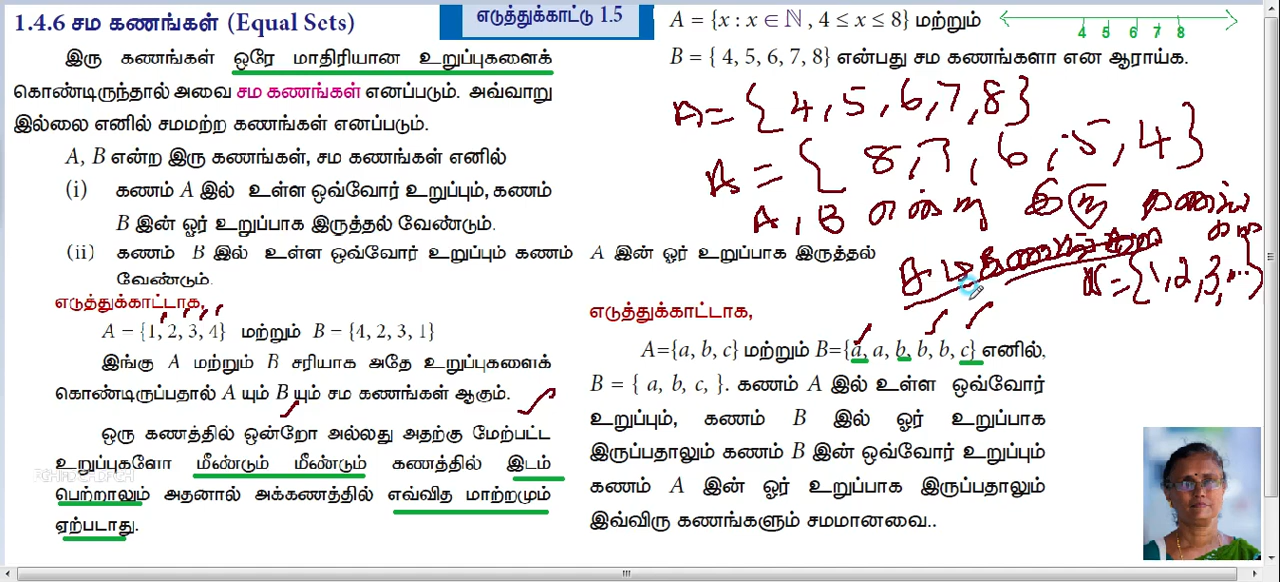 1.4.6 சம கணங்கள் (Equal Sets)
இரு கணங்கள் ஒரே மாதிரியான உறுப்புகளைக்
கொண்டிருந்தால் அவை சம கணங்கள் எனப்படும். அவ்வாறு
இல்லை எனில் சமமற்ற கணங்கள் எனப்படும்.
A, B என்ற இரு கணங்கள், சம கணங்கள் எனில்
(i) கணம் A இல் உள்ள ஒவ்வோர் உறுப்பும், கணம்
B இன் ஓர் உறுப்பாக இருத்தல் வேண்டும்.
(ii) கணம் B இல் உள்ள ஒவ்வோர் உறுப்பும் கணம் A இன் ஓர் உறுப்பாக இருத்தல்
வேண்டும்.
எடுத்துக்காட்டாக,
A = {1, 2, 3, 4} மற்றும் B = {4, 2, 3, 1}
இங்கு A மற்றும் B சரியாக அதே உறுப்புகளைக்
கொண்டிருப்பதால் A யும் B யும் சம கணங்கள் ஆகும்.
ஒரு கணத்தில் ஒன்றோ அல்லது அதற்கு மேற்பட்ட
உறுப்புகளோ மீண்டும் மீண்டும் கணத்தில் இடம்
பெற்றாலும் அதனால் அக்கணத்தில் எவ்வித மாற்றமும்
ஏற்படாது.
எடுத்துக்காட்டு 1.5
A = {x : x ∈ ℕ, 4 ≤ x ≤ 8} மற்றும்
4 5 6 7 8
B = { 4, 5, 6, 7, 8} என்பது சம கணங்களா என ஆராய்க.
A = {4, 5, 6, 7, 8}
= { 8, 7, 6, 5, 4 }
A, B என்ற இரு
= {1, 2, 3, ...}
எடுத்துக்காட்டாக,
A={a, b, c} மற்றும் B={a, a, b, b, b, c} எனில்,
B = { a, b, c, }. கணம் A இல் உள்ள ஒவ்வோர்
உறுப்பும், கணம் B இல் ஓர் உறுப்பாக
இருப்பதாலும் கணம் B இன் ஒவ்வோர் உறுப்பும்
கணம் A இன் ஓர் உறுப்பாக இருப்பதாலும்
இவ்விரு கணங்களும் சமமானவை..